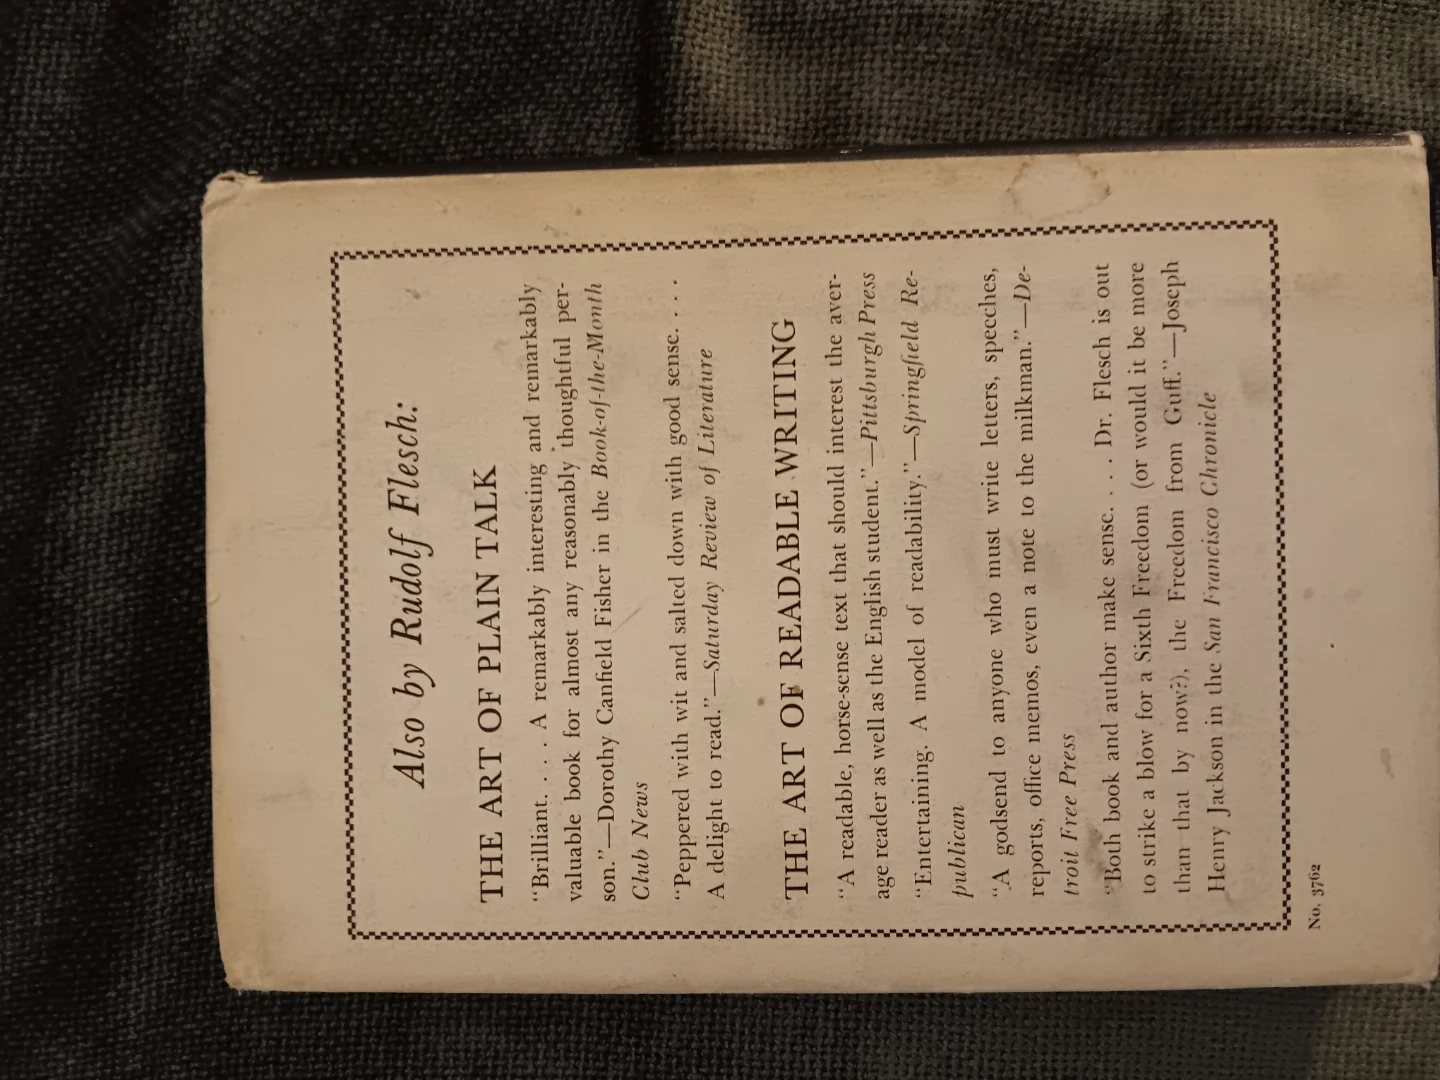 Also by Rudolf Flesch:
THE ART OF PLAIN TALK
“Brilliant. . . . A remarkably interesting and remarkably
valuable book for almost any reasonably thoughtful per-
son.”—Dorothy Canfield Fisher in the Book-of-the-Month
Club News
“Peppered with wit and salted down with good sense. . . .
A delight to read.”—Saturday Review of Literature
THE ART OF READABLE WRITING
“A readable, horse-sense text that should interest the aver-
age reader as well as the English student.”—Pittsburgh Press
“Entertaining. A model of readability.”—Springfield Re-
publican
“A godsend to anyone who must write letters, speeches,
reports, office memos, even a note to the milkman.”—De-
troit Free Press
“Both book and author make sense. . . . Dr. Flesch is out
to strike a blow for a Sixth Freedom (or would it be more
than that by now?), the Freedom from Guff.”—Joseph
Henry Jackson in the San Francisco Chronicle
No. 3762